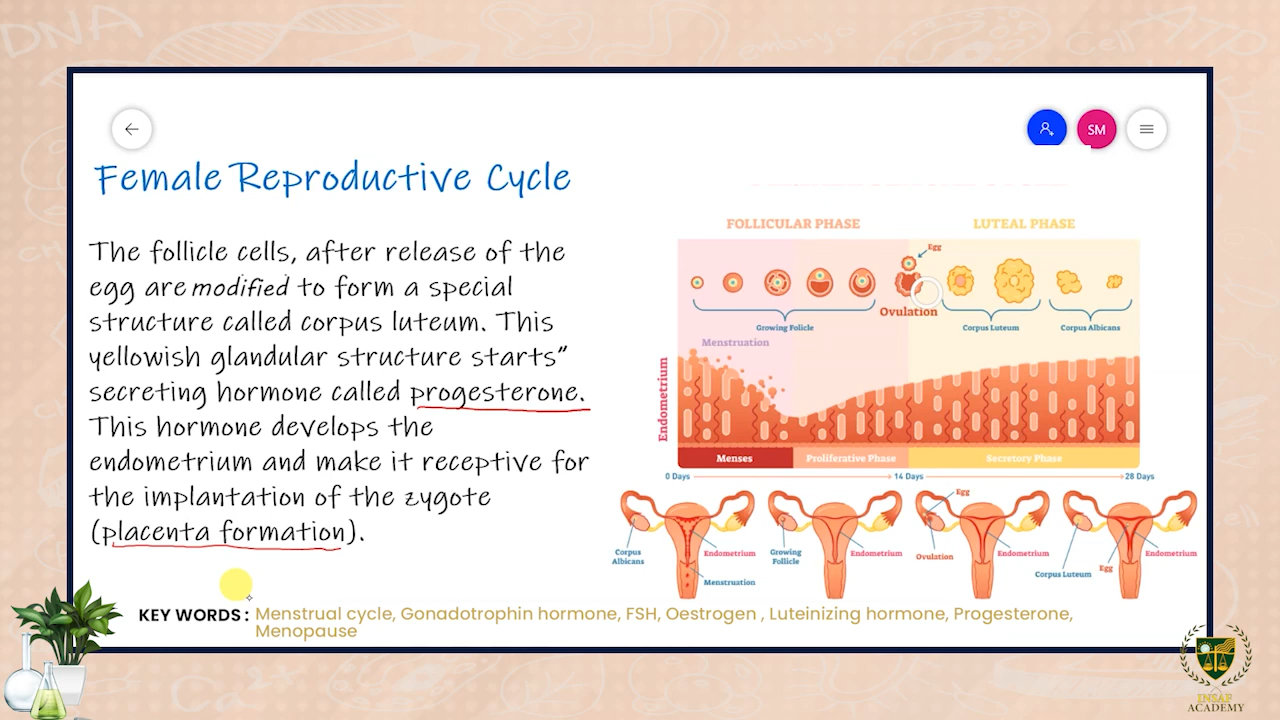 DNA
SM
Female Reproductive Cycle
The follicle cells, after release of the
egg are modified to form a special
structure called corpus luteum. This
yellowish glandular structure starts”
secreting hormone called progesterone.
This hormone develops the
endometrium and make it receptive for
the implantation of the zygote
(placenta formation).
FOLLICULAR PHASE
LUTEAL PHASE
Egg
Ovulation
Growing Folicle
Corpus Luteum
Corpus Albicans
Menstruation
Endometrium
Menses
Proliferative Phase
Secretory Phase
0 Days
14 Days
28 Days
Corpus
Albicans
Endometrium
Menstruation
Growing
Follicle
Endometrium
Egg
Ovulation
Endometrium
Corpus Luteum
Egg
Endometrium
KEY WORDS :
Menstrual cycle, Gonadotrophin hormone, FSH, Oestrogen , Luteinizing hormone, Progesterone,
Menopause
INSAF
ACADEMY